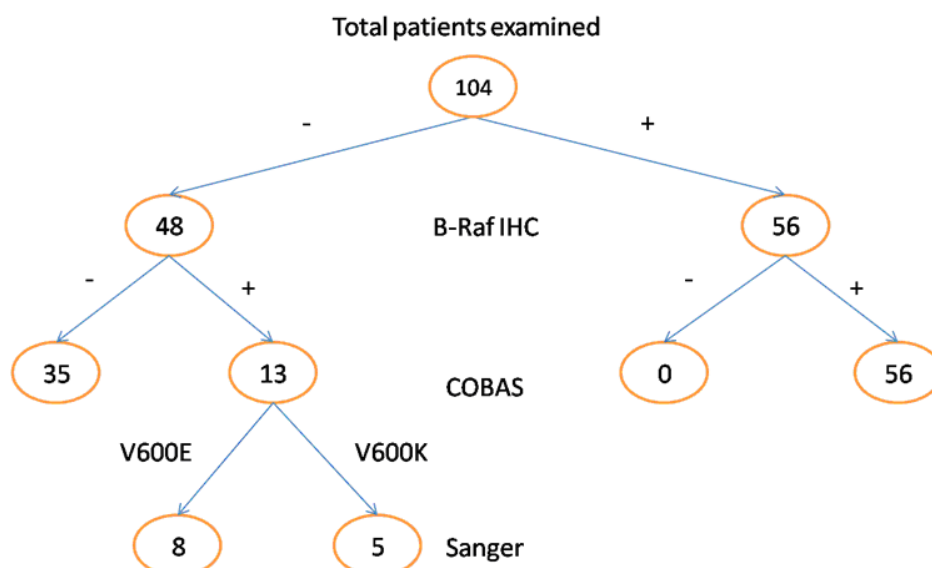 Total patients examined
104
- +
48 B-Raf IHC 56
- + - +
35 13 COBAS 0 56
V600E V600K
8 5 Sanger